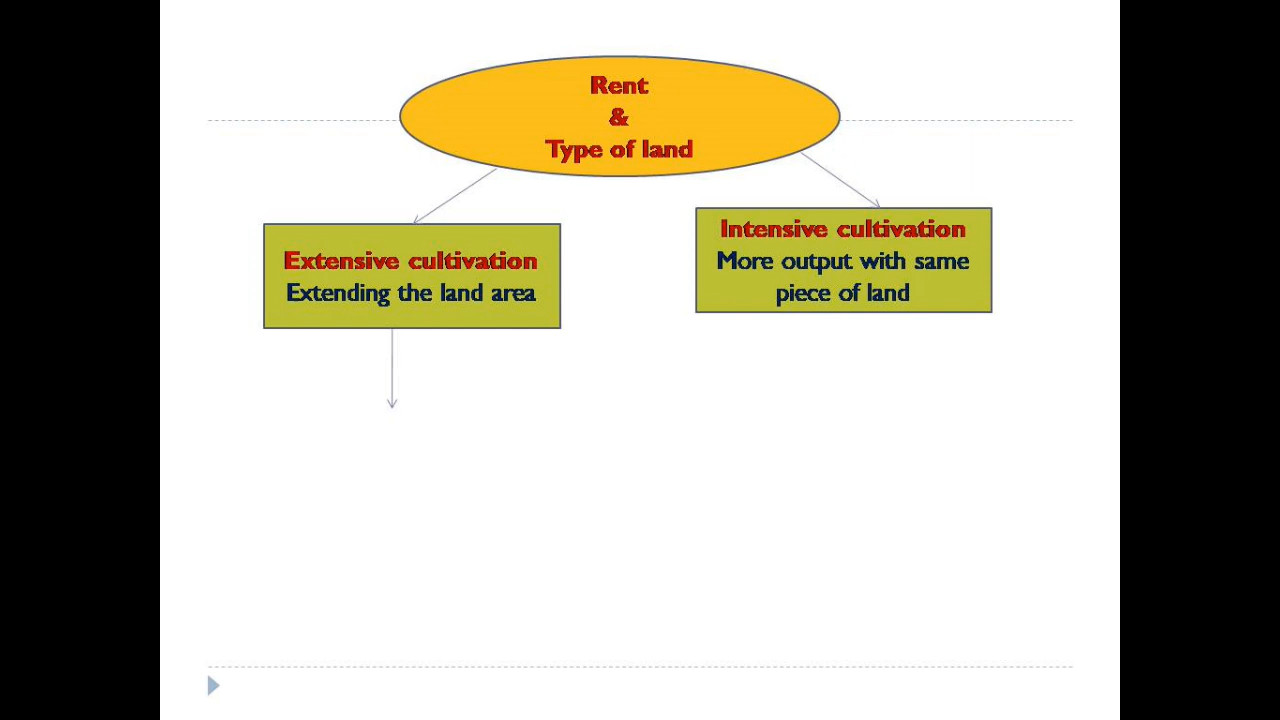 Rent
&
Type of land
Extensive cultivation
Extending the land area
Intensive cultivation
More output with same
piece of land